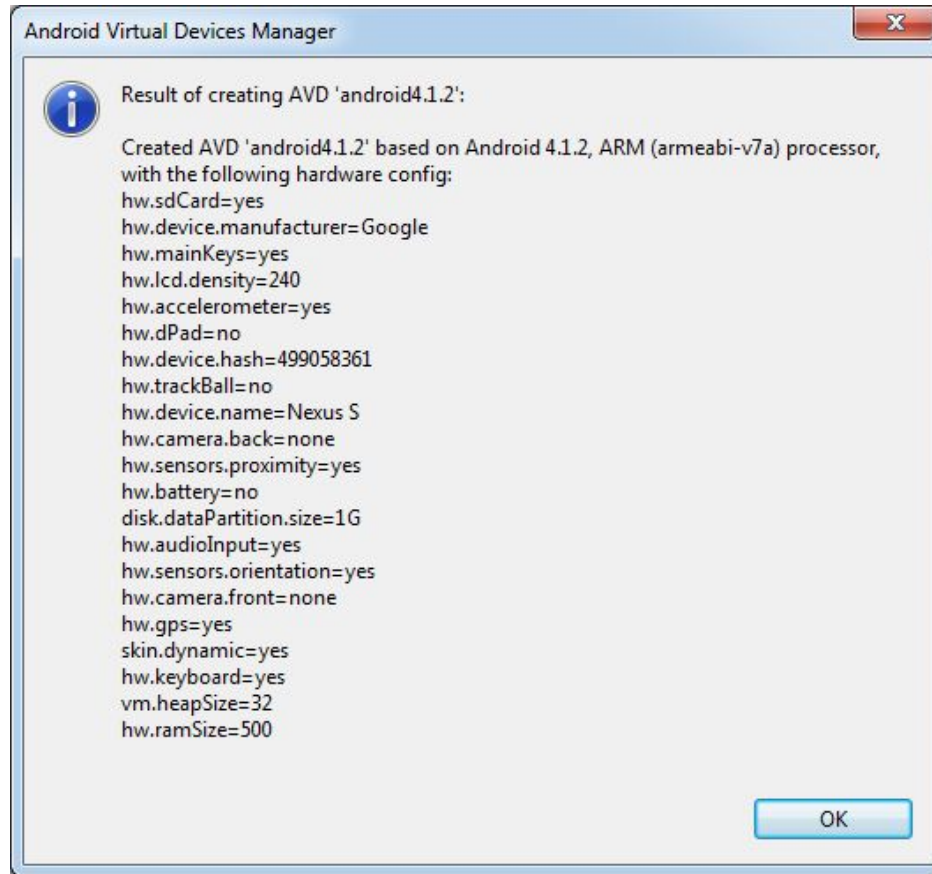 Android Virtual Devices Manager
Result of creating AVD 'android4.1.2':
Created AVD 'android4.1.2' based on Android 4.1.2, ARM (armeabi-v7a) processor,
with the following hardware config:
hw.sdCard=yes
hw.device.manufacturer=Google
hw.mainKeys=yes
hw.lcd.density=240
hw.accelerometer=yes
hw.dPad=no
hw.device.hash=499058361
hw.trackBall=no
hw.device.name=Nexus S
hw.camera.back=none
hw.sensors.proximity=yes
hw.battery=no
disk.dataPartition.size=1G
hw.audioInput=yes
hw.sensors.orientation=yes
hw.camera.front=none
hw.gps=yes
skin.dynamic=yes
hw.keyboard=yes
vm.heapSize=32
hw.ramSize=500
OK